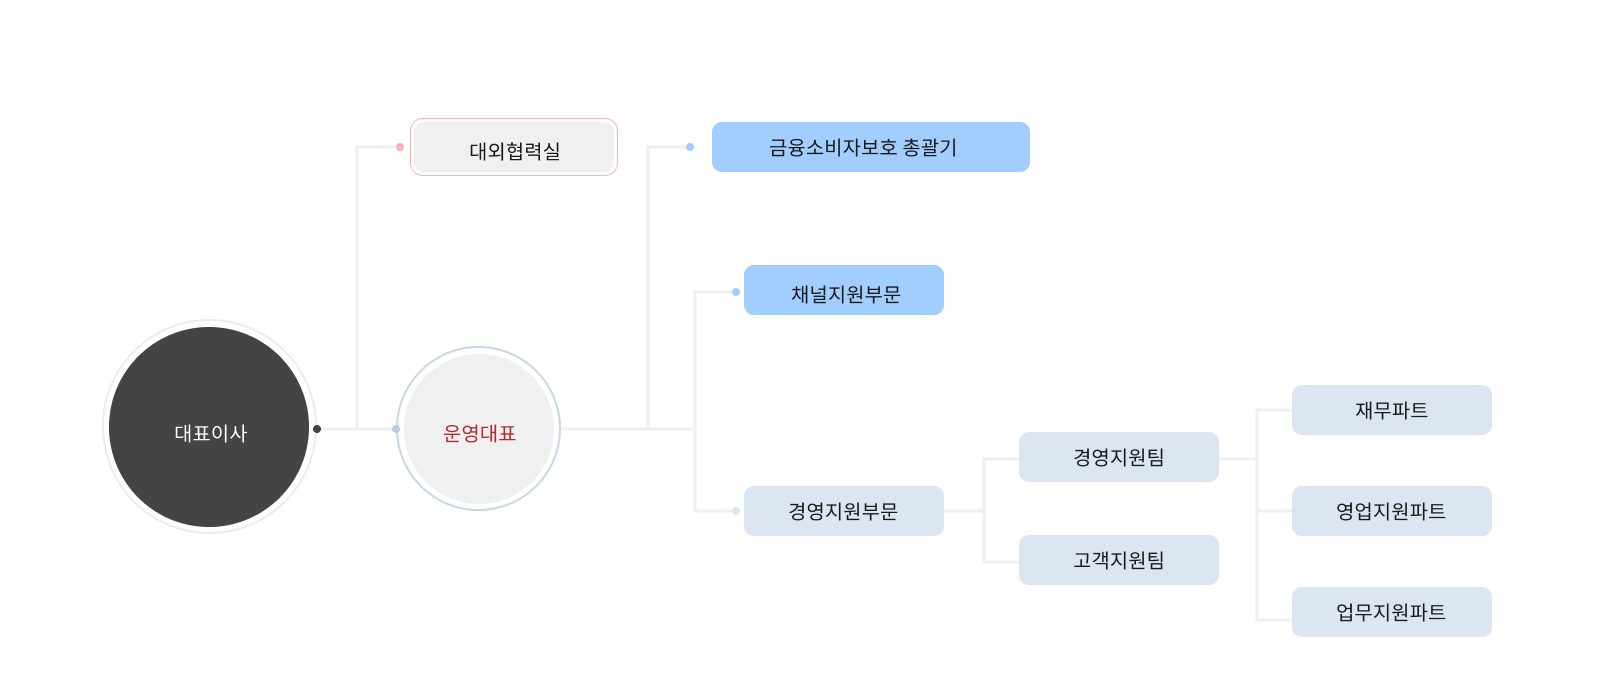 대외협력실
금융소비자보호 총괄기
채널지원부문
대표이사
운영대표
경영지원부문
경영지원팀
고객지원팀
재무파트
영업지원파트
업무지원파트